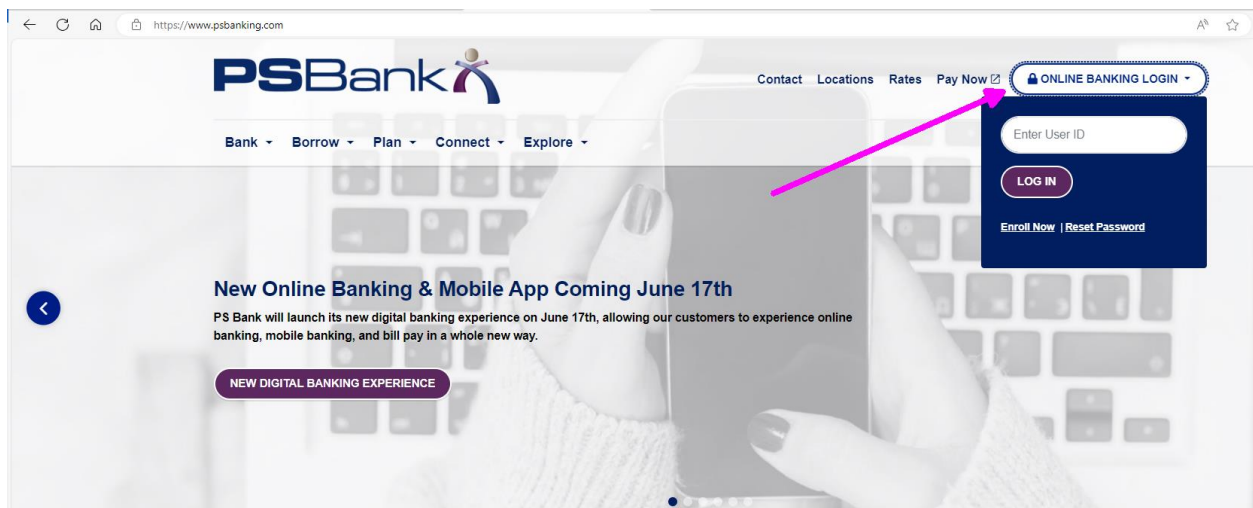 https://www.psbanking.com
PSBank
Contact Locations Rates Pay Now ONLINE BANKING LOGIN
Bank Borrow Plan Connect Explore
Enter User ID
LOG IN
Enroll Now | Reset Password
New Online Banking & Mobile App Coming June 17th
PS Bank will launch its new digital banking experience on June 17th, allowing our customers to experience online
banking, mobile banking, and bill pay in a whole new way.
NEW DIGITAL BANKING EXPERIENCE